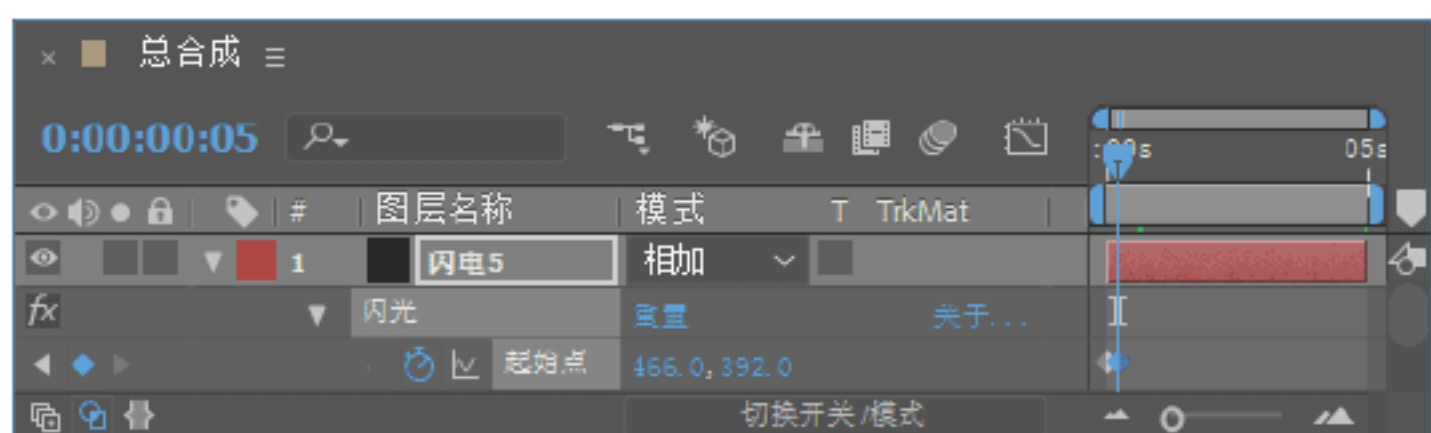 × 总合成 ≡
0:00:00:05
:00s 05s
# 图层名称 模式 T TrkMat
1 闪电5 相加
fx 闪光 重置 关于...
起始点 466.0,392.0
切换开关/模式